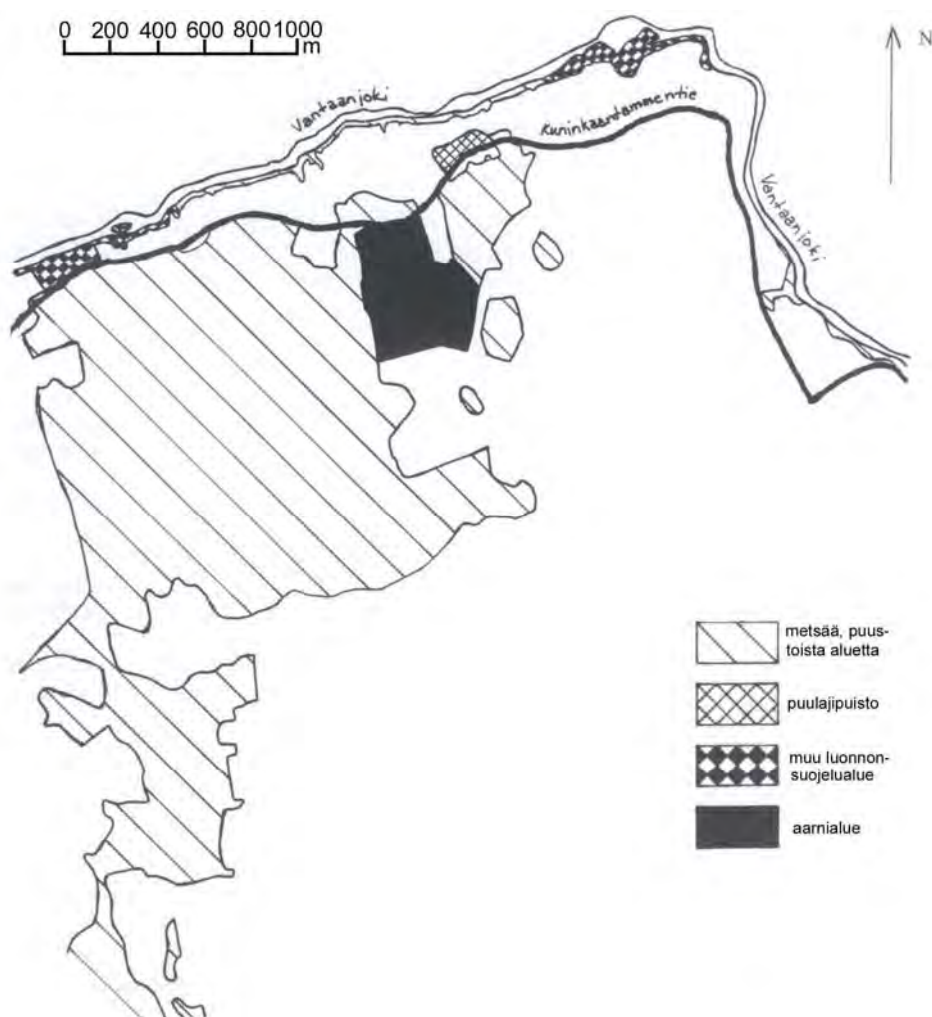 0 200 400 600 800 1000
m
N
Vantaanjoki
Kuninkaantammentie
Vantaanjoki
metsää, puus-
toista aluetta
puulajipuisto
muu luonnon-
suojelualue
aarnialue